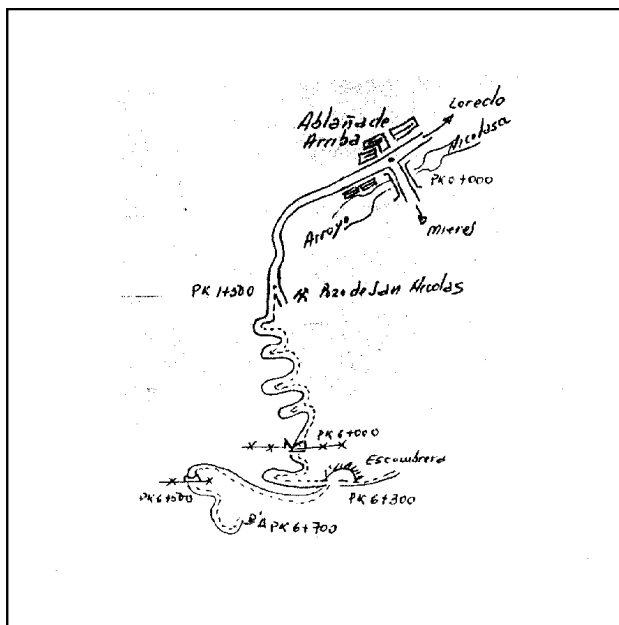 Loredo
Ablaña de
Arriba
Nicolasa
PK 0+000
Arroyo
Mieres
PK 1+500
Pozo de San Nicolas
PK 6+000
Escombrera
PK 6+500
PK 6+300
PK 6+700